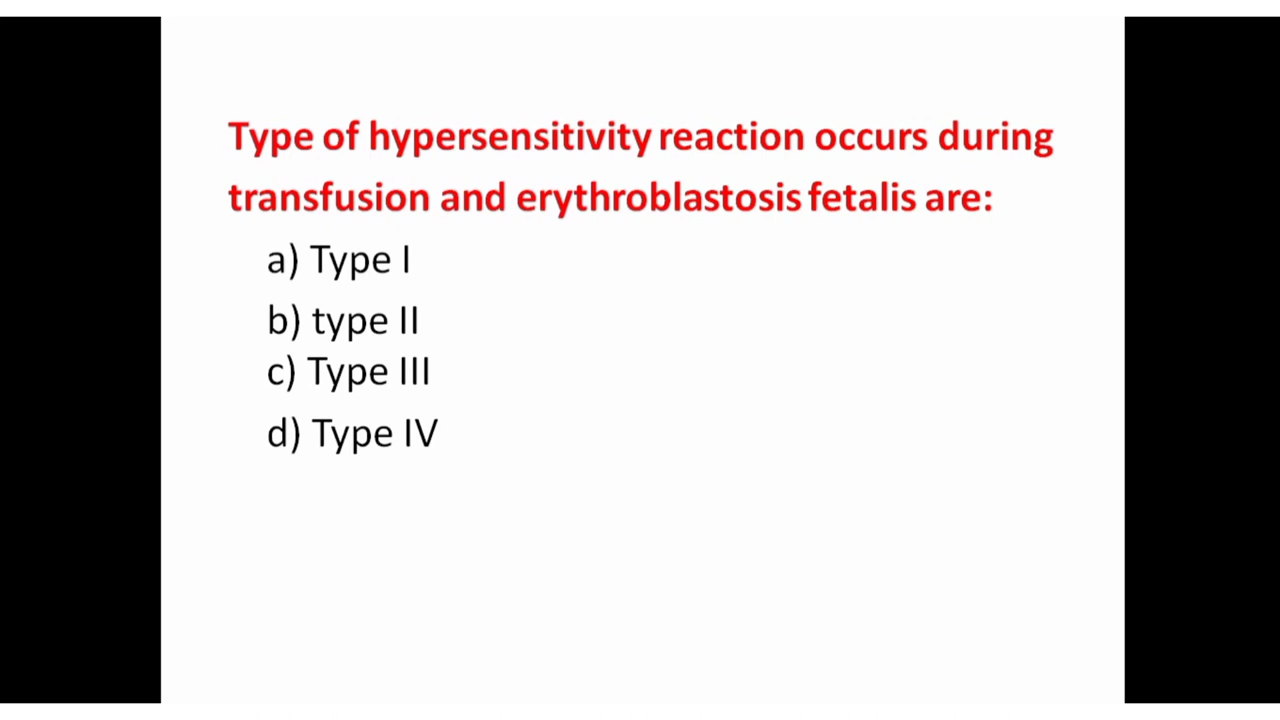 Type of hypersensitivity reaction occurs during
transfusion and erythroblastosis fetalis are:
a) Type I
b) type II
c) Type III
d) Type IV